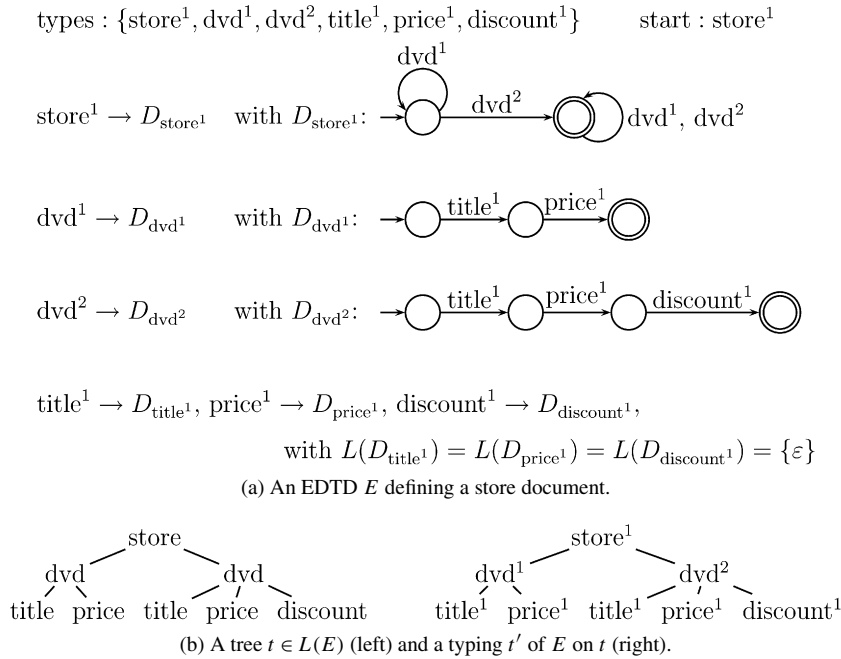 types : {store¹, dvd¹, dvd², title¹, price¹, discount¹} start : store¹
dvd¹
store¹ → D_store¹ with D_store¹: dvd² dvd¹, dvd²
dvd¹ → D_dvd¹ with D_dvd¹: title¹ price¹
dvd² → D_dvd² with D_dvd²: title¹ price¹ discount¹
title¹ → D_title¹, price¹ → D_price¹, discount¹ → D_discount¹,
with L(D_title¹) = L(D_price¹) = L(D_discount¹) = {ε}
(a) An EDTD E defining a store document.
store store¹
dvd dvd dvd¹ dvd²
title price title price discount title¹ price¹ title¹ price¹ discount¹
(b) A tree t ∈ L(E) (left) and a typing t′ of E on t (right).